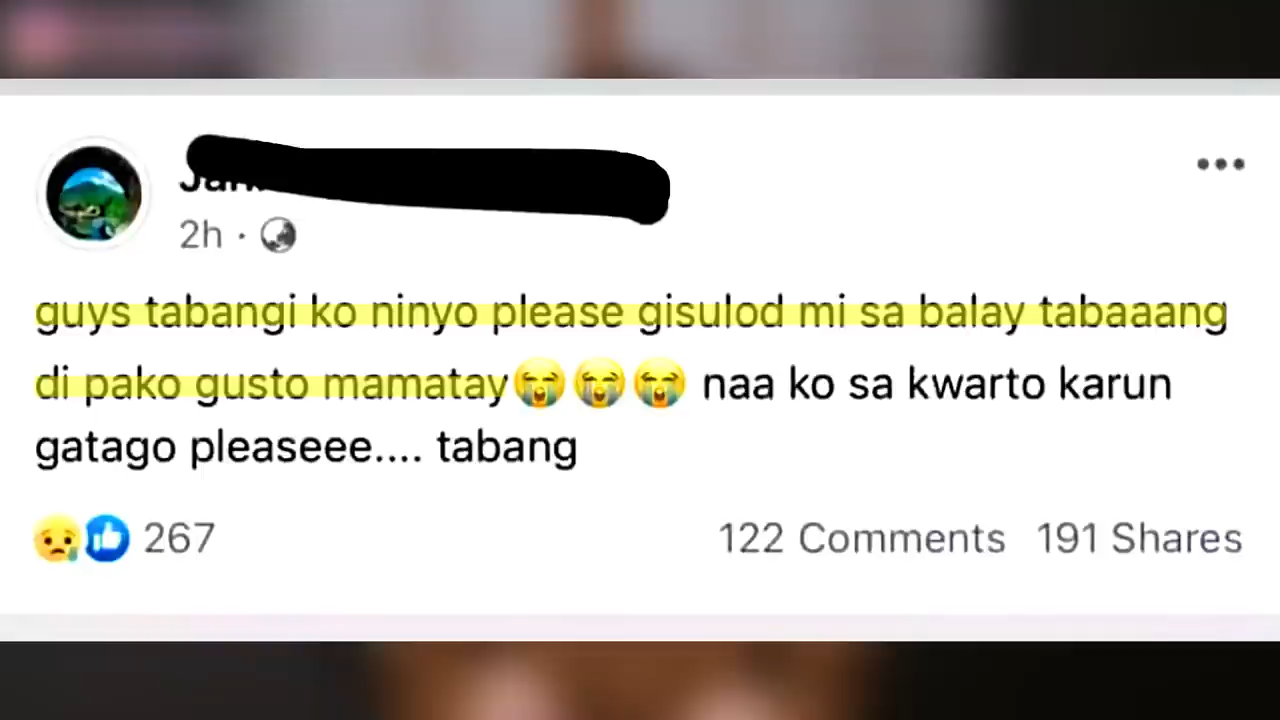 2h ·
guys tabangi ko ninyo please gisulod mi sa balay tabaaang
di pako gusto mamatay😭😭😭 naa ko sa kwarto karun
gatago pleaseee.... tabang
267 122 Comments 191 Shares